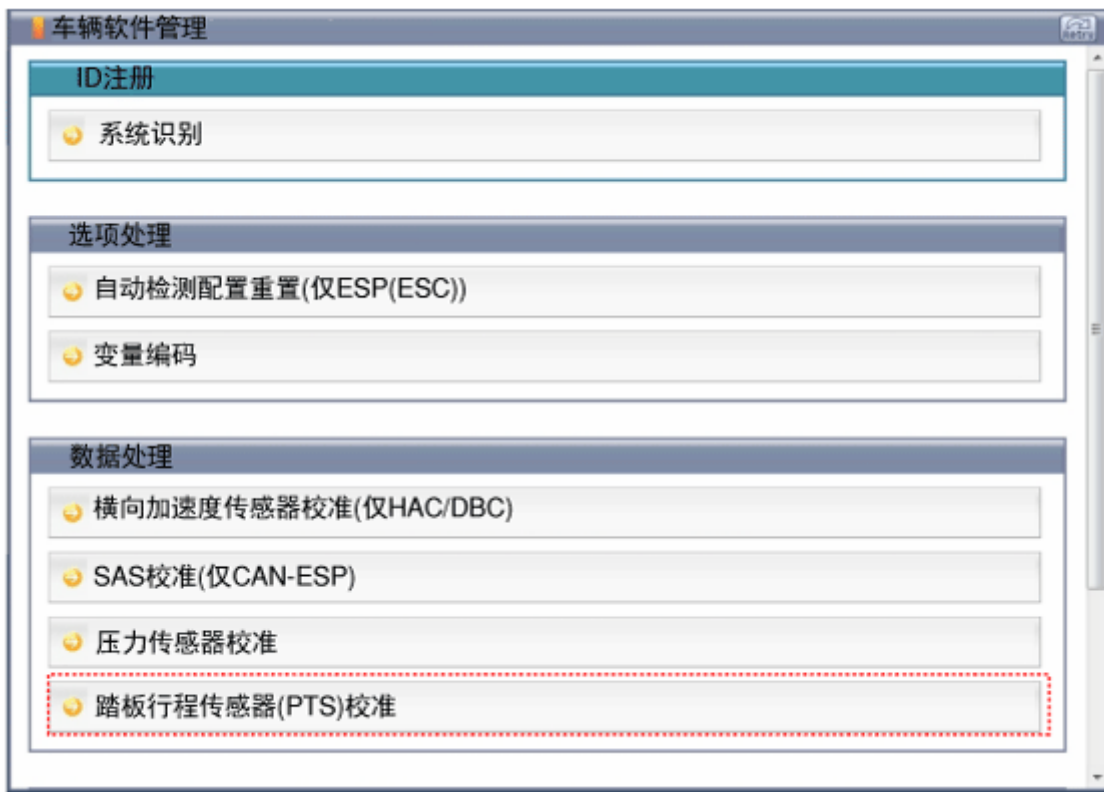 车辆软件管理
Retry
ID注册
系统识别
选项处理
自动检测配置重置(仅ESP(ESC))
变量编码
数据处理
横向加速度传感器校准(仅HAC/DBC)
SAS校准(仅CAN-ESP)
压力传感器校准
踏板行程传感器(PTS)校准